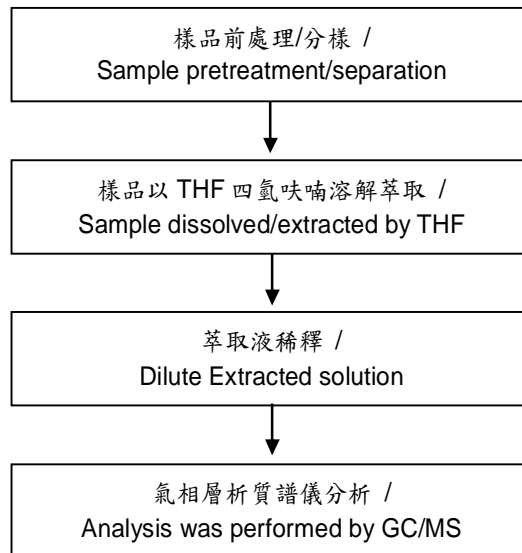 樣品前處理/分樣 /
Sample pretreatment/separation
樣品以 THF 四氫呋喃溶解萃取 /
Sample dissolved/extracted by THF
萃取液稀釋 /
Dilute Extracted solution
氣相層析質譜儀分析 /
Analysis was performed by GC/MS